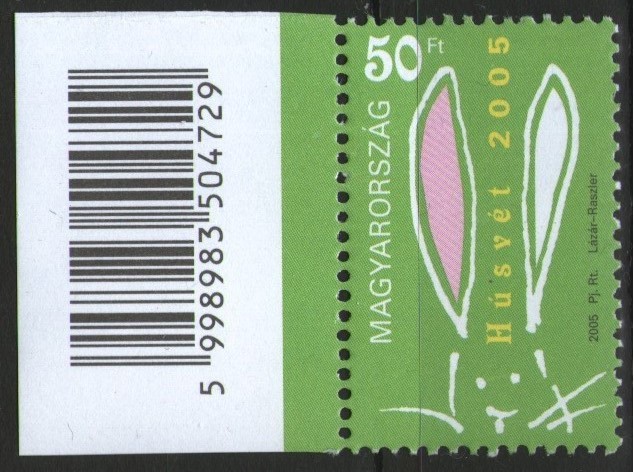 50 Ft
MAGYARORSZÁG
Húsvét 2005
2005 Pj. Rt. Lázár-Raszler
5 998983 504729